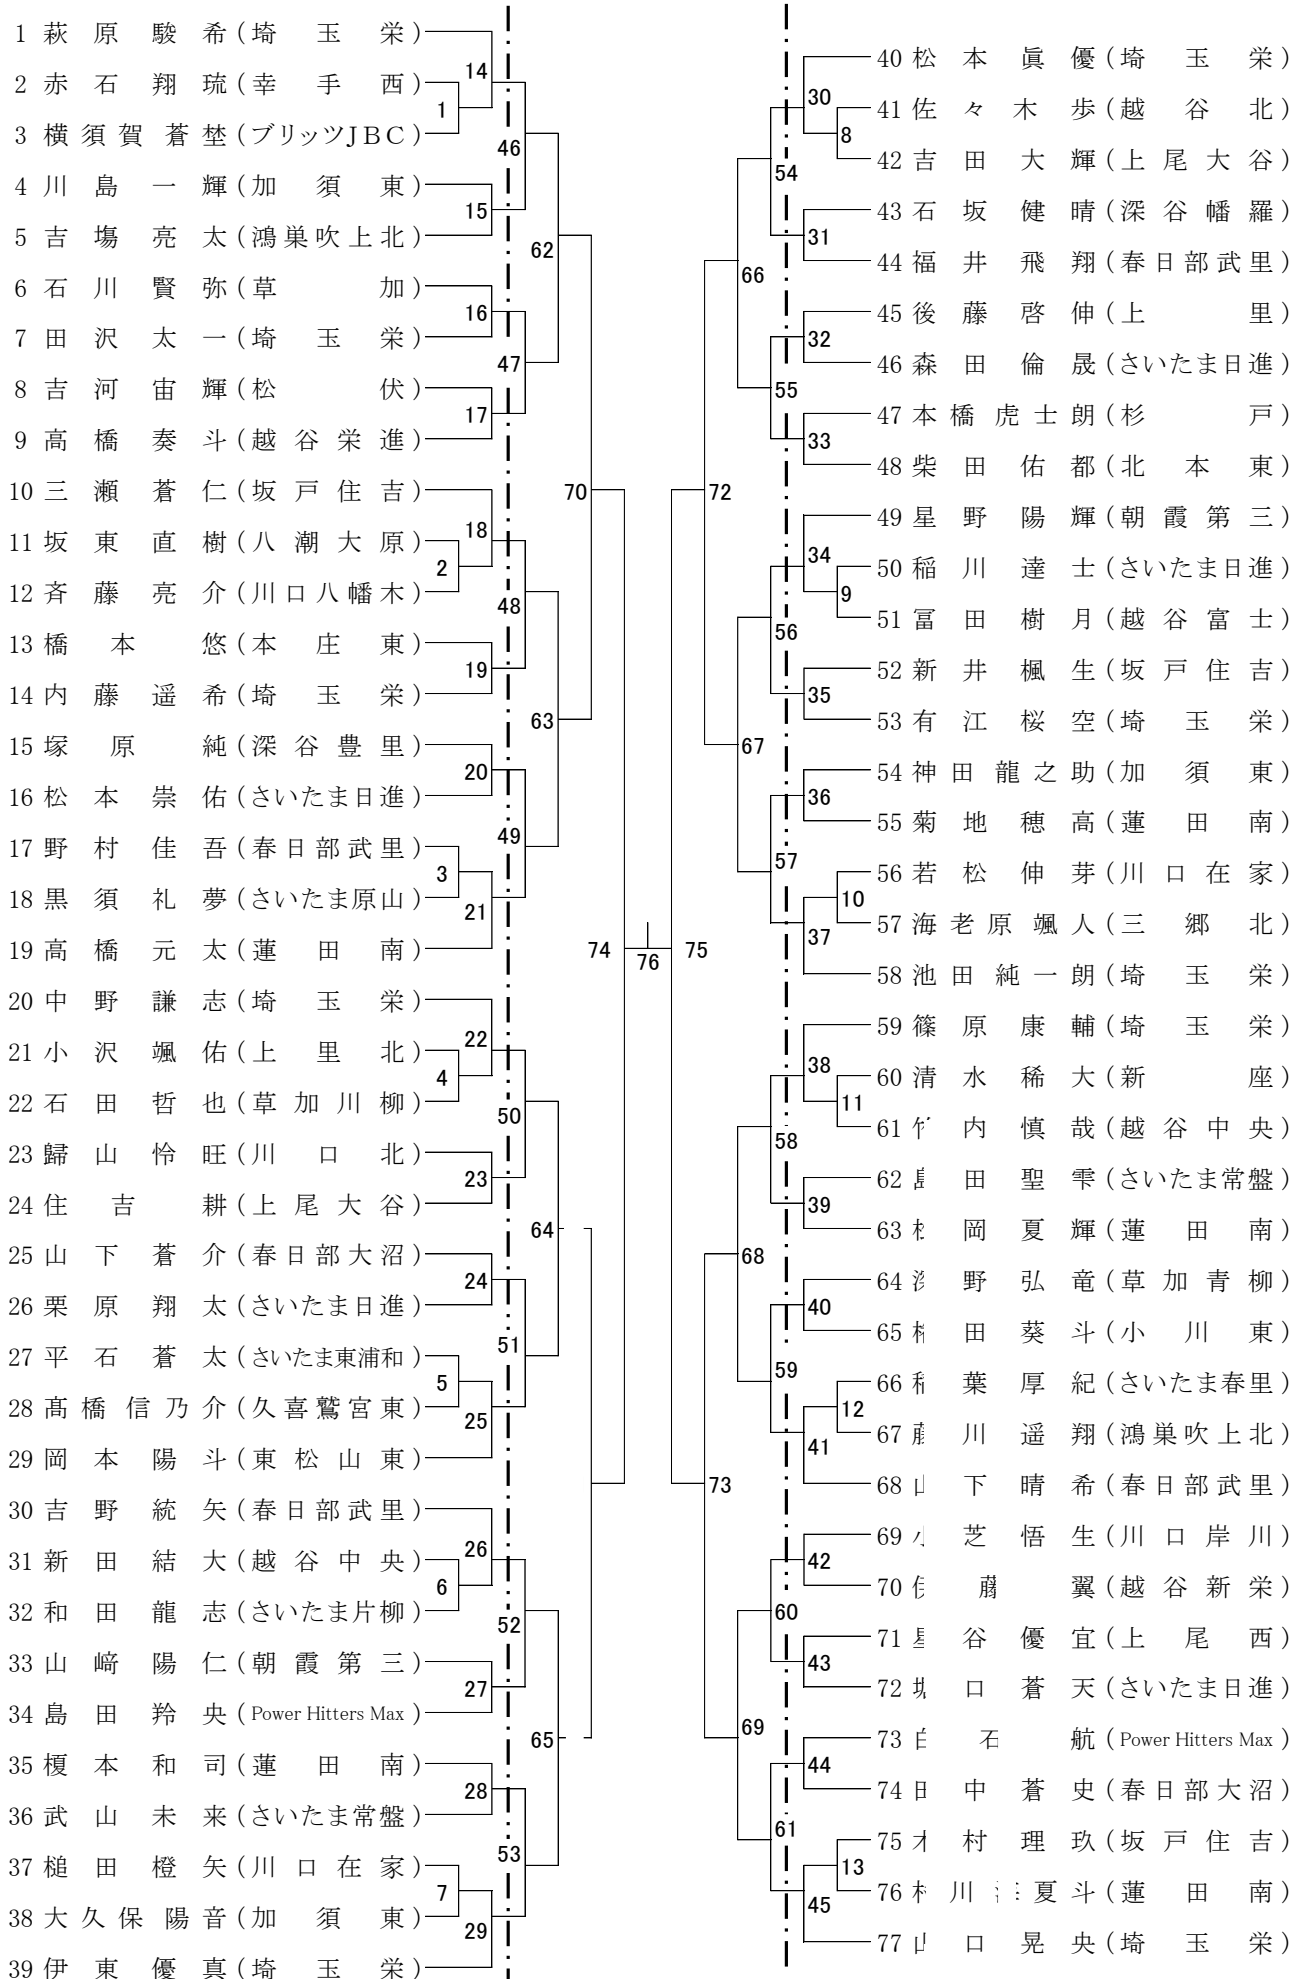 1 萩原駿希(埼玉栄)
2 赤石翔琉(幸手西)
3 横須賀蒼埜(ブリッツJBC)
4 川島一輝(加須東)
5 吉塲亮太(鴻巣吹上北)
6 石川賢弥(草加)
7 田沢太一(埼玉栄)
8 吉河宙輝(松伏)
9 高橋奏斗(越谷栄進)
10 三瀬蒼仁(坂戸住吉)
11 坂東直樹(八潮大原)
12 斉藤亮介(川口八幡木)
13 橋本悠(本庄東)
14 内藤遥希(埼玉栄)
15 塚原純(深谷豊里)
16 松本崇佑(さいたま日進)
17 野村佳吾(春日部武里)
18 黒須礼夢(さいたま原山)
19 高橋元太(蓮田南)
20 中野謙志(埼玉栄)
21 小沢颯佑(上里北)
22 石田哲也(草加川柳)
23 歸山怜旺(川口北)
24 住吉耕(上尾大谷)
25 山下蒼介(春日部大沼)
26 栗原翔太(さいたま日進)
27 平石蒼太(さいたま東浦和)
28 髙橋信乃介(久喜鷲宮東)
29 岡本陽斗(東松山東)
30 吉野統矢(春日部武里)
31 新田結大(越谷中央)
32 和田龍志(さいたま片柳)
33 山﨑陽仁(朝霞第三)
34 島田羚央(Power Hitters Max)
35 榎本和司(蓮田南)
36 武山未来(さいたま常盤)
37 槌田橙矢(川口在家)
38 大久保陽音(加須東)
39 伊東優真(埼玉栄)
1
2
3
4
5
6
7
14
15
16
17
18
19
20
21
22
23
24
25
26
27
28
29
46
47
48
49
50
51
52
53
62
63
64
65
70
74
76
75
72
73
66
67
68
69
54
55
56
57
58
59
60
61
30
31
32
33
34
35
36
37
38
39
40
41
42
43
44
45
8
9
10
11
12
13
40 松本眞優(埼玉栄)
41 佐々木歩(越谷北)
42 吉田大輝(上尾大谷)
43 石坂健晴(深谷幡羅)
44 福井飛翔(春日部武里)
45 後藤啓伸(上里)
46 森田倫晟(さいたま日進)
47 本橋虎士朗(杉戸)
48 柴田佑都(北本東)
49 星野陽輝(朝霞第三)
50 稲川達士(さいたま日進)
51 冨田樹月(越谷富士)
52 新井楓生(坂戸住吉)
53 有江桜空(埼玉栄)
54 神田龍之助(加須東)
55 菊地穂高(蓮田南)
56 若松伸芽(川口在家)
57 海老原颯人(三郷北)
58 池田純一朗(埼玉栄)
59 篠原康輔(埼玉栄)
60 清水稀大(新座)
61 内慎哉(越谷中央)
62 田聖雫(さいたま常盤)
63 岡夏輝(蓮田南)
64 野弘竜(草加青柳)
65 田葵斗(小川東)
66 葉厚紀(さいたま春里)
67 川遥翔(鴻巣吹上北)
68 下晴希(春日部武里)
69 芝悟生(川口岸川)
70 藤翼(越谷新栄)
71 谷優宜(上尾西)
72 口蒼天(さいたま日進)
73 石航(Power Hitters Max)
74 中蒼史(春日部大沼)
75 村理玖(坂戸住吉)
76 川夏斗(蓮田南)
77 口晃央(埼玉栄)